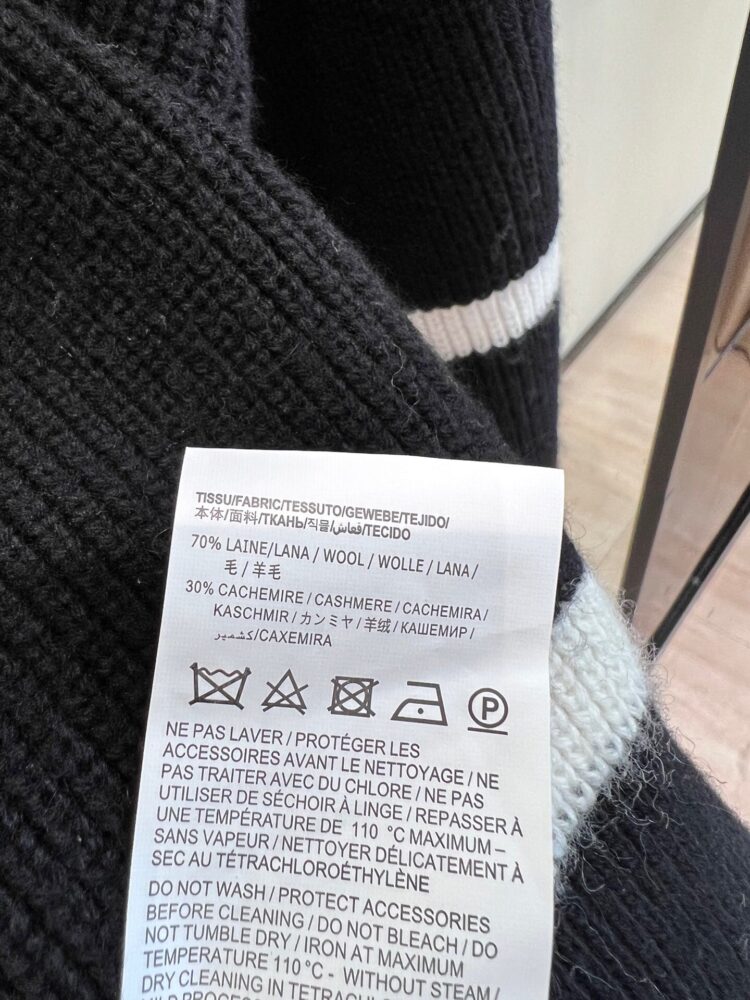 TISSU/FABRIC/TESSUTO/GEWEBE/TEJIDO/
本体/面料/ТКАНЬ/직물/قماش/TECIDO
70% LAINE/LANA / WOOL / WOLLE / LANA /
毛 / 羊毛
30% CACHEMIRE / CASHMERE / CACHEMIRA /
KASCHMIR / カシミヤ / 羊绒 / КАШЕМИР /
كشمير/CAXEMIRA
P
NE PAS LAVER / PROTÉGER LES
ACCESSOIRES AVANT LE NETTOYAGE / NE
PAS TRAITER AVEC DU CHLORE / NE PAS
UTILISER DE SÉCHOIR À LINGE / REPASSER À
UNE TEMPÉRATURE DE 110 °C MAXIMUM –
SANS VAPEUR / NETTOYER DÉLICATEMENT À
SEC AU TÉTRACHLOROÉTHYLÈNE
DO NOT WASH / PROTECT ACCESSORIES
BEFORE CLEANING / DO NOT BLEACH / DO
NOT TUMBLE DRY / IRON AT MAXIMUM
TEMPERATURE 110 °C - WITHOUT STEAM /
DRY CLEANING IN